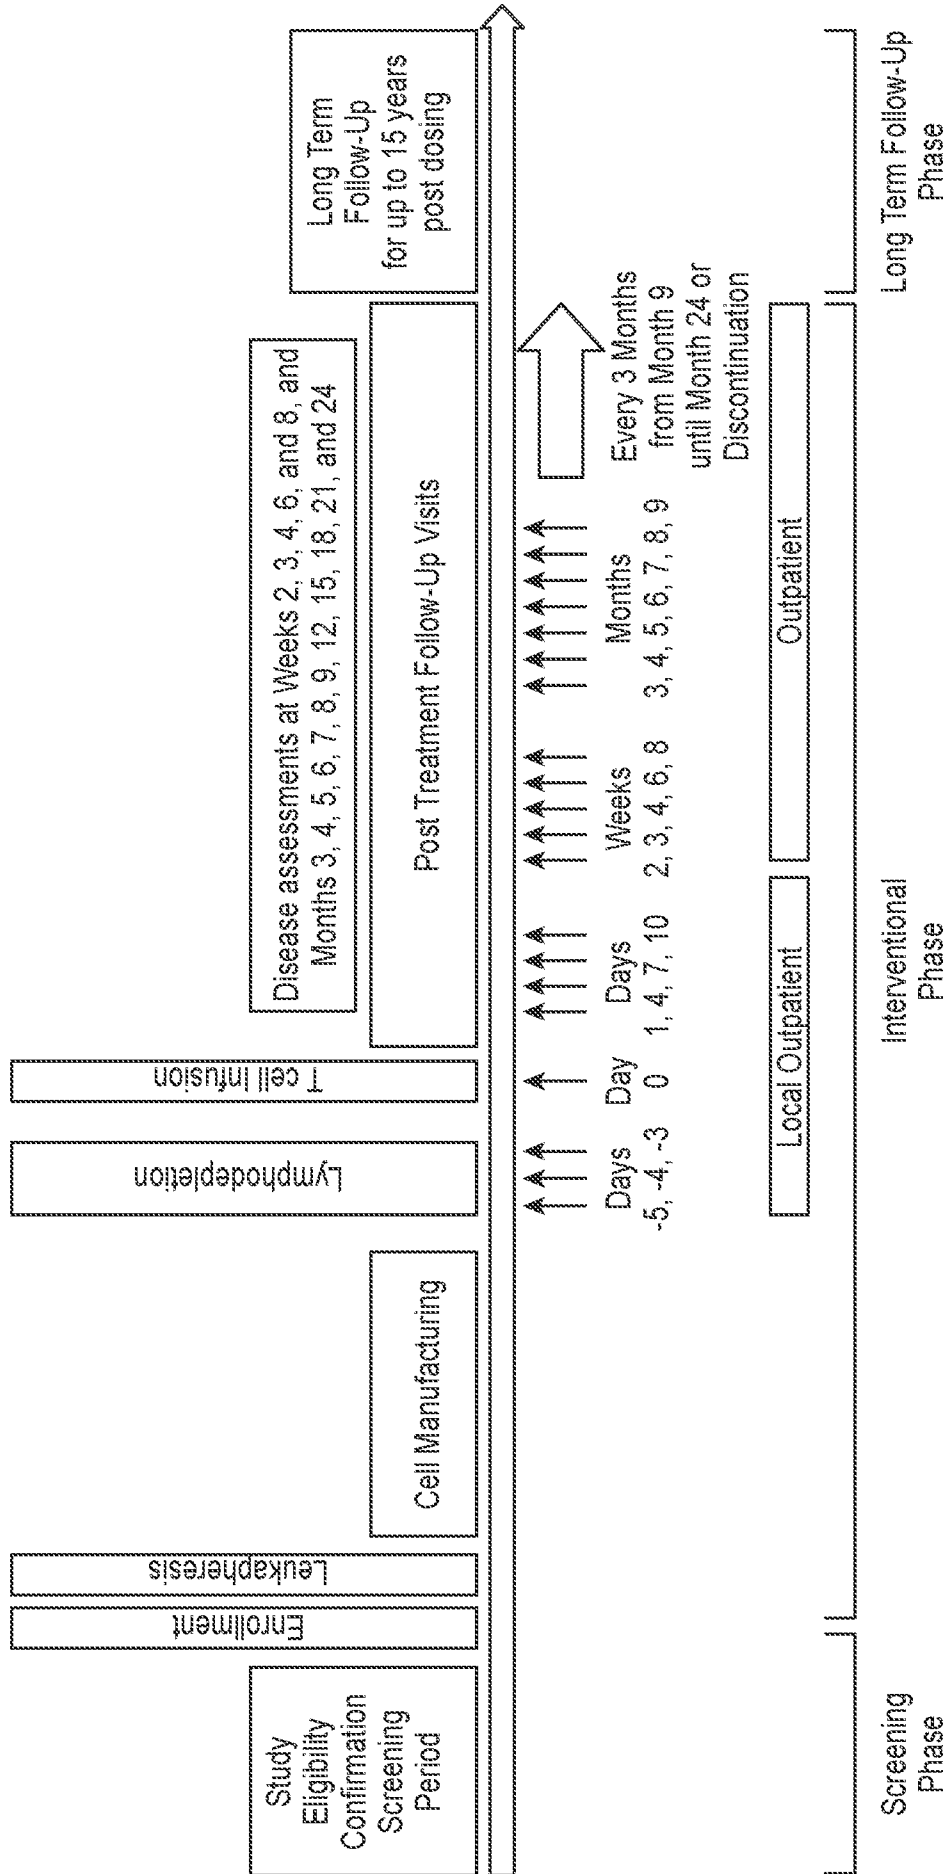 Study
Eligibility
Confirmation
Screening
Period
Enrollment
Leukapheresis
Cell Manufacturing
Lymphodepletion
T cell Infusion
Disease assessments at Weeks 2, 3, 4, 6, and 8, and
Months 3, 4, 5, 6, 7, 8, 9, 12, 15, 18, 21, and 24
Post Treatment Follow-Up Visits
Long Term
Follow-Up
for up to 15 years
post dosing
Days
-5, -4, -3
Day
0
Days
1, 4, 7, 10
Weeks
2, 3, 4, 6, 8
Months
3, 4, 5, 6, 7, 8, 9
Every 3 Months
from Month 9
until Month 24 or
Discontinuation
Local Outpatient
Outpatient
Screening
Phase
Interventional
Phase
Long Term Follow-Up
Phase